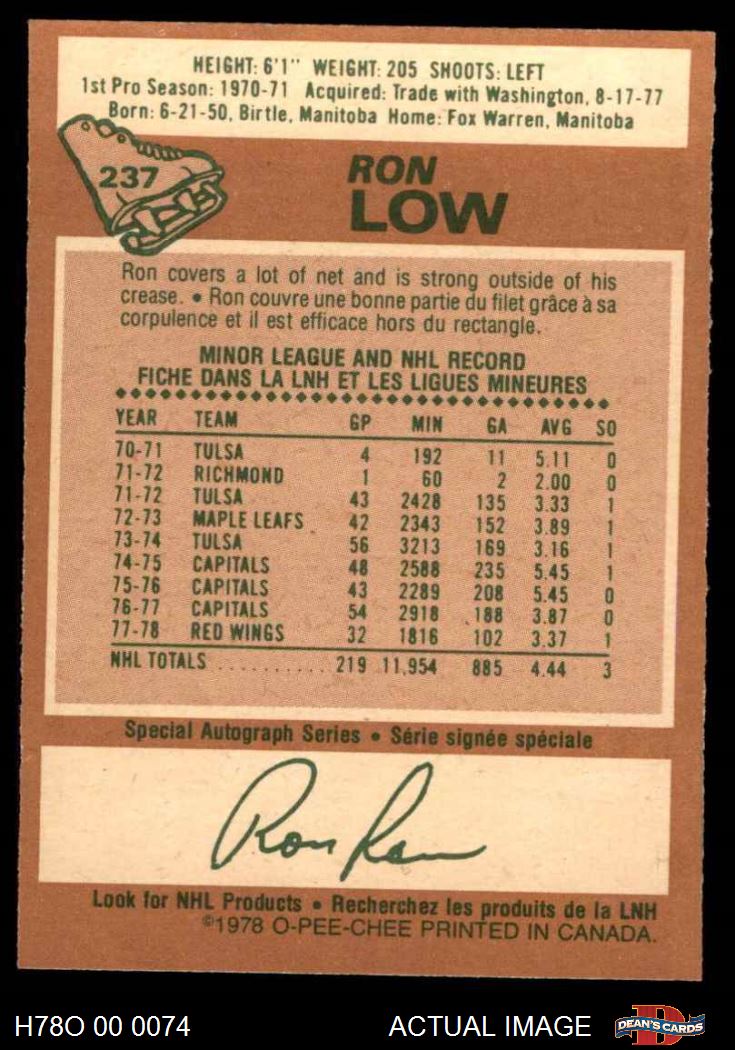 HEIGHT: 6'1" WEIGHT: 205 SHOOTS: LEFT
1st Pro Season: 1970-71 Acquired: Trade with Washington, 8-17-77
Born: 6-21-50, Birtle, Manitoba Home: Fox Warren, Manitoba
237
RON
LOW
Ron covers a lot of net and is strong outside of his
crease. • Ron couvre une bonne partie du filet grâce à sa
corpulence et il est efficace hors du rectangle.
MINOR LEAGUE AND NHL RECORD
FICHE DANS LA LNH ET LES LIGUES MINEURES
YEAR TEAM GP MIN GA AVG SO
70-71 TULSA 4 192 11 5.11 0
71-72 RICHMOND 1 60 2 2.00 0
71-72 TULSA 43 2428 135 3.33 1
72-73 MAPLE LEAFS 42 2343 152 3.89 1
73-74 TULSA 56 3213 169 3.16 1
74-75 CAPITALS 48 2588 235 5.45 1
75-76 CAPITALS 43 2289 208 5.45 0
76-77 CAPITALS 54 2918 188 3.87 0
77-78 RED WINGS 32 1816 102 3.37 1
NHL TOTALS ........... 219 11,954 885 4.44 3
Special Autograph Series • Série signée spéciale
Ron Low
Look for NHL Products • Recherchez les produits de la LNH
©1978 O-PEE-CHEE PRINTED IN CANADA.
H78O 00 0074 ACTUAL IMAGE D DEAN'S CARDS